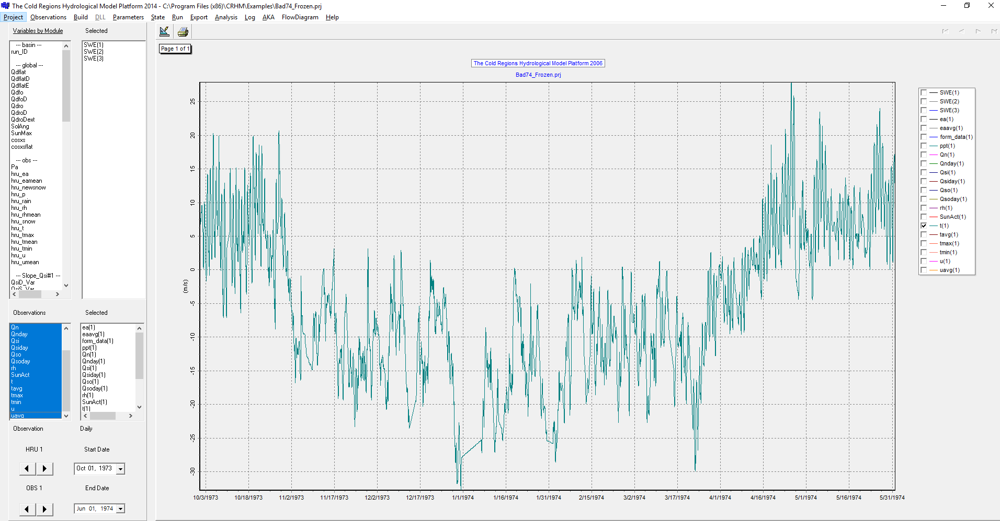 The Cold Regions Hydrological Model Platform 2014 - C:\Program Files (x86)\CRHM\Examples\Bad74_Frozen.prj
Project Observations Build DLL Parameters State Run Export Analysis Log AKA FlowDiagram Help
Variables by Module
Selected
--- basin ---
run_ID
--- global ---
Qdflat
QdflatD
QdflatE
Qdfo
QdfoD
Qdro
QdroD
QdroDext
SolAng
SunMax
cosxs
cosxsflat
--- obs ---
Pa
hru_ea
hru_eamean
hru_newsnow
hru_p
hru_rain
hru_rh
hru_rhmean
hru_snow
hru_t
hru_tmax
hru_tmean
hru_tmin
hru_u
hru_umean
--- Slope_Qsi#1 ---
QsiD_Var
QsiS_Var
SWE(1)
SWE(2)
SWE(3)
Observations
Selected
Qn
Qnday
Qsi
Qsiday
Qso
Qsoday
rh
SunAct
t
tavg
tmax
tmin
u
uavg
ea(1)
eaavg(1)
form_data(1)
ppt(1)
Qn(1)
Qnday(1)
Qsi(1)
Qsiday(1)
Qso(1)
Qsoday(1)
rh(1)
SunAct(1)
t(1)
Observation
Daily
HRU 1
Start Date
Oct 01, 1973
OBS 1
End Date
Jun 01, 1974
Page 1 of 1
The Cold Regions Hydrological Model Platform 2006
Bad74_Frozen.prj
25
20
15
10
5
0
-5
-10
-15
-20
-25
-30
(m/s)
10/3/1973 10/18/1973 11/2/1973 11/17/1973 12/2/1973 12/17/1973 1/1/1974 1/16/1974 1/31/1974 2/15/1974 3/2/1974 3/17/1974 4/1/1974 4/16/1974 5/1/1974 5/16/1974 5/31/1974
SWE(1)
SWE(2)
SWE(3)
ea(1)
eaavg(1)
form_data(1)
ppt(1)
Qn(1)
Qnday(1)
Qsi(1)
Qsiday(1)
Qso(1)
Qsoday(1)
rh(1)
SunAct(1)
t(1)
tavg(1)
tmax(1)
tmin(1)
u(1)
uavg(1)